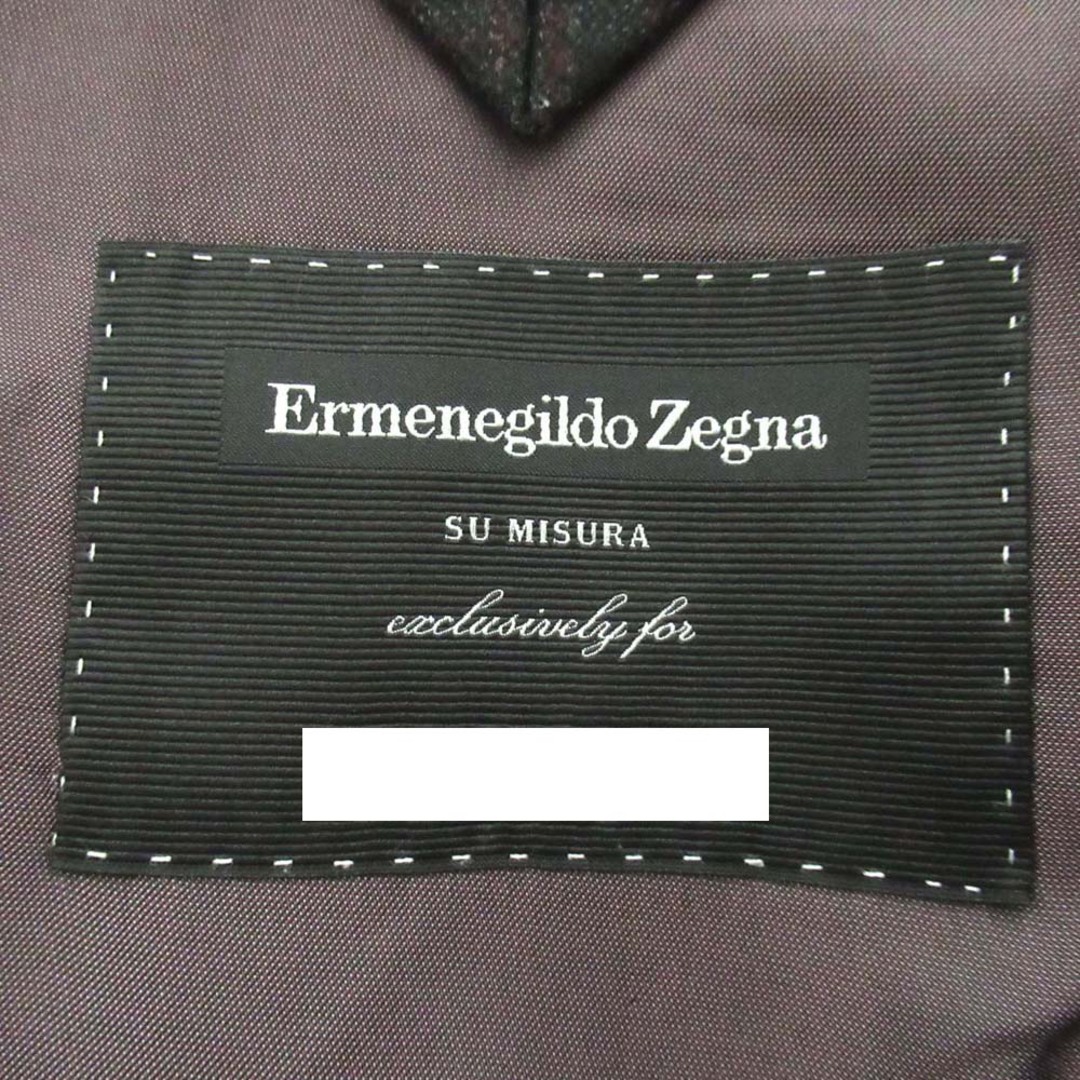 Ermenegildo Zegna
SU MISURA
exclusively for